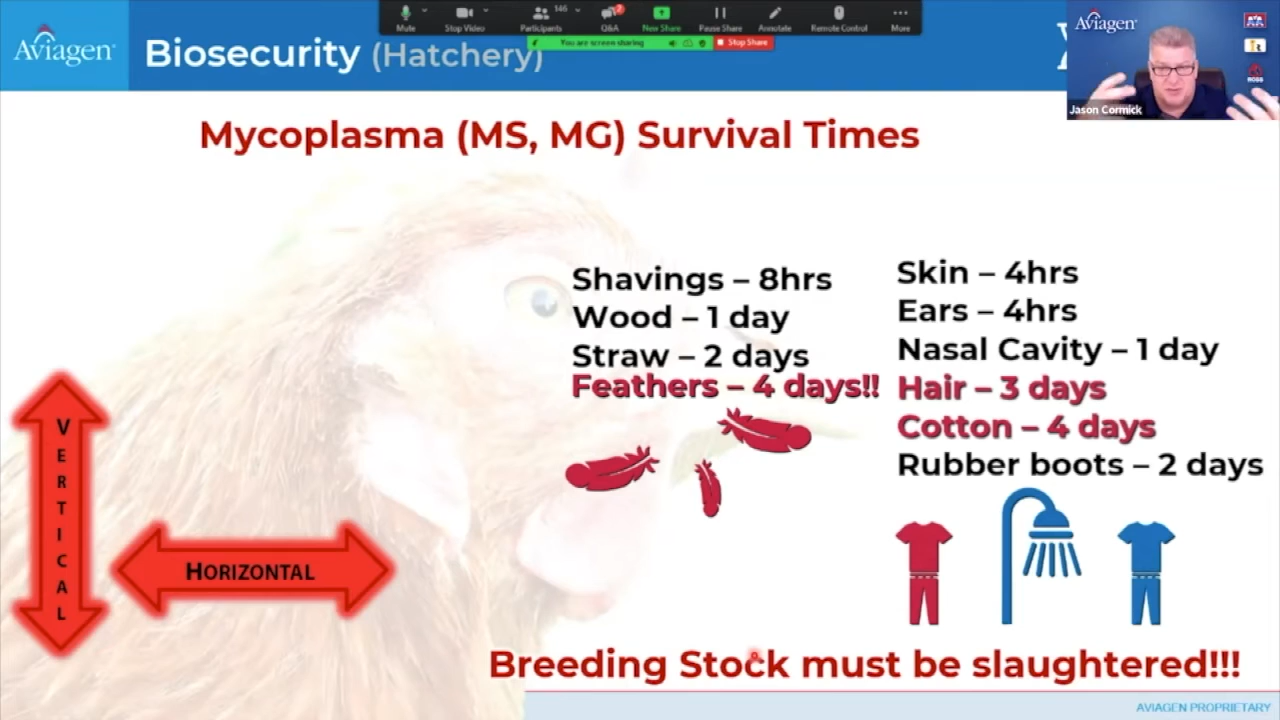 Mute
Stop Video
146
Participants
2
Q&A
New Share
Pause Share
Annotate
Remote Control
More
You are screen sharing
Stop Share
Aviagen
Biosecurity (Hatchery)
Aviagen
ROSS
Jason Cormick
Mycoplasma (MS, MG) Survival Times
Shavings – 8hrs
Wood – 1 day
Straw – 2 days
Feathers – 4 days!!
Skin – 4hrs
Ears – 4hrs
Nasal Cavity – 1 day
Hair – 3 days
Cotton – 4 days
Rubber boots – 2 days
VERTICAL
HORIZONTAL
Breeding Stock must be slaughtered!!!
AVIAGEN PROPRIETARY